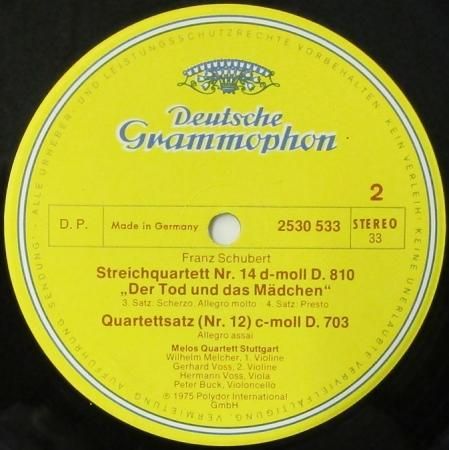 - ALLE URHEBER- UND LEISTUNGSSCHUTZRECHTE VORBEHALTEN · KEIN VERLEIH! · KEINE UNERLAUBTE VERVIELFÄLTIGUNG, VERMIETUNG, AUFFÜHRUNG, SENDUNG! ·
Deutsche
Grammophon
2
D. P.
Made in Germany
2530 533
STEREO
33
Franz Schubert
Streichquartett Nr. 14 d-moll D. 810
„Der Tod und das Mädchen“
3. Satz: Scherzo. Allegro molto · 4. Satz: Presto
Quartettsatz (Nr. 12) c-moll D. 703
Allegro assai
Melos Quartett Stuttgart
Wilhelm Melcher, 1. Violine
Gerhard Voss, 2. Violine
Hermann Voss, Viola
Peter Buck, Violoncello
℗ 1975 Polydor International
GmbH